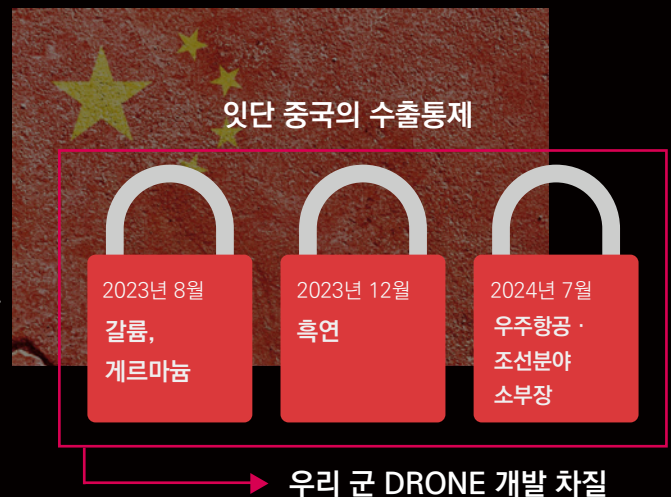 잇단 중국의 수출통제
2023년 8월
갈륨,
게르마늄
2023년 12월
흑연
2024년 7월
우주항공 ·
조선분야
소부장
우리 군 DRONE 개발 차질